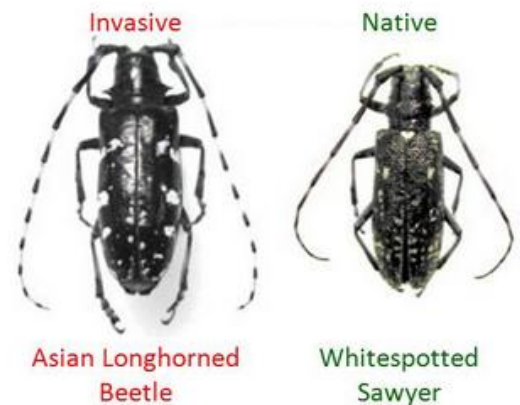 Invasive
Native
Asian Longhorned
Beetle
Whitespotted
Sawyer